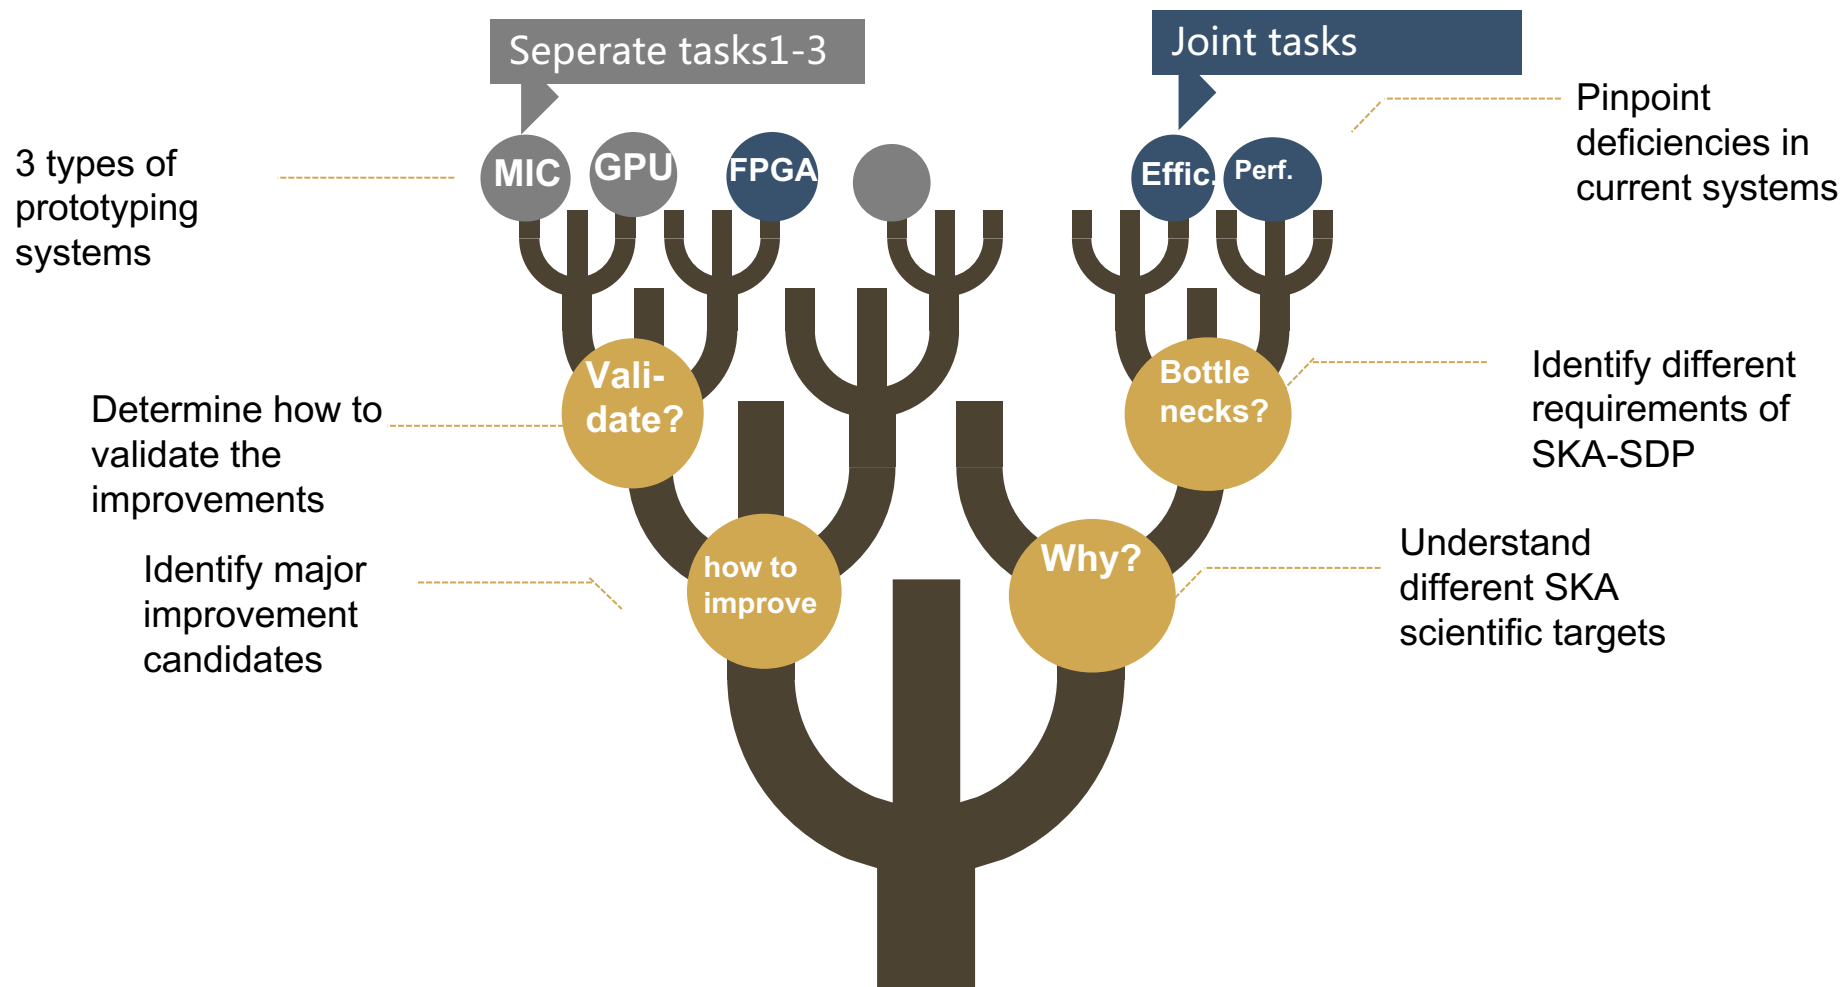 Seperate tasks1-3
Joint tasks
3 types of
prototyping
systems
MIC
GPU
FPGA
Effic.
Perf.
Pinpoint
deficiencies in
current systems
Determine how to
validate the
improvements
Vali-
date?
Bottle
necks?
Identify different
requirements of
SKA-SDP
Identify major
improvement
candidates
how to
improve
Why?
Understand
different SKA
scientific targets